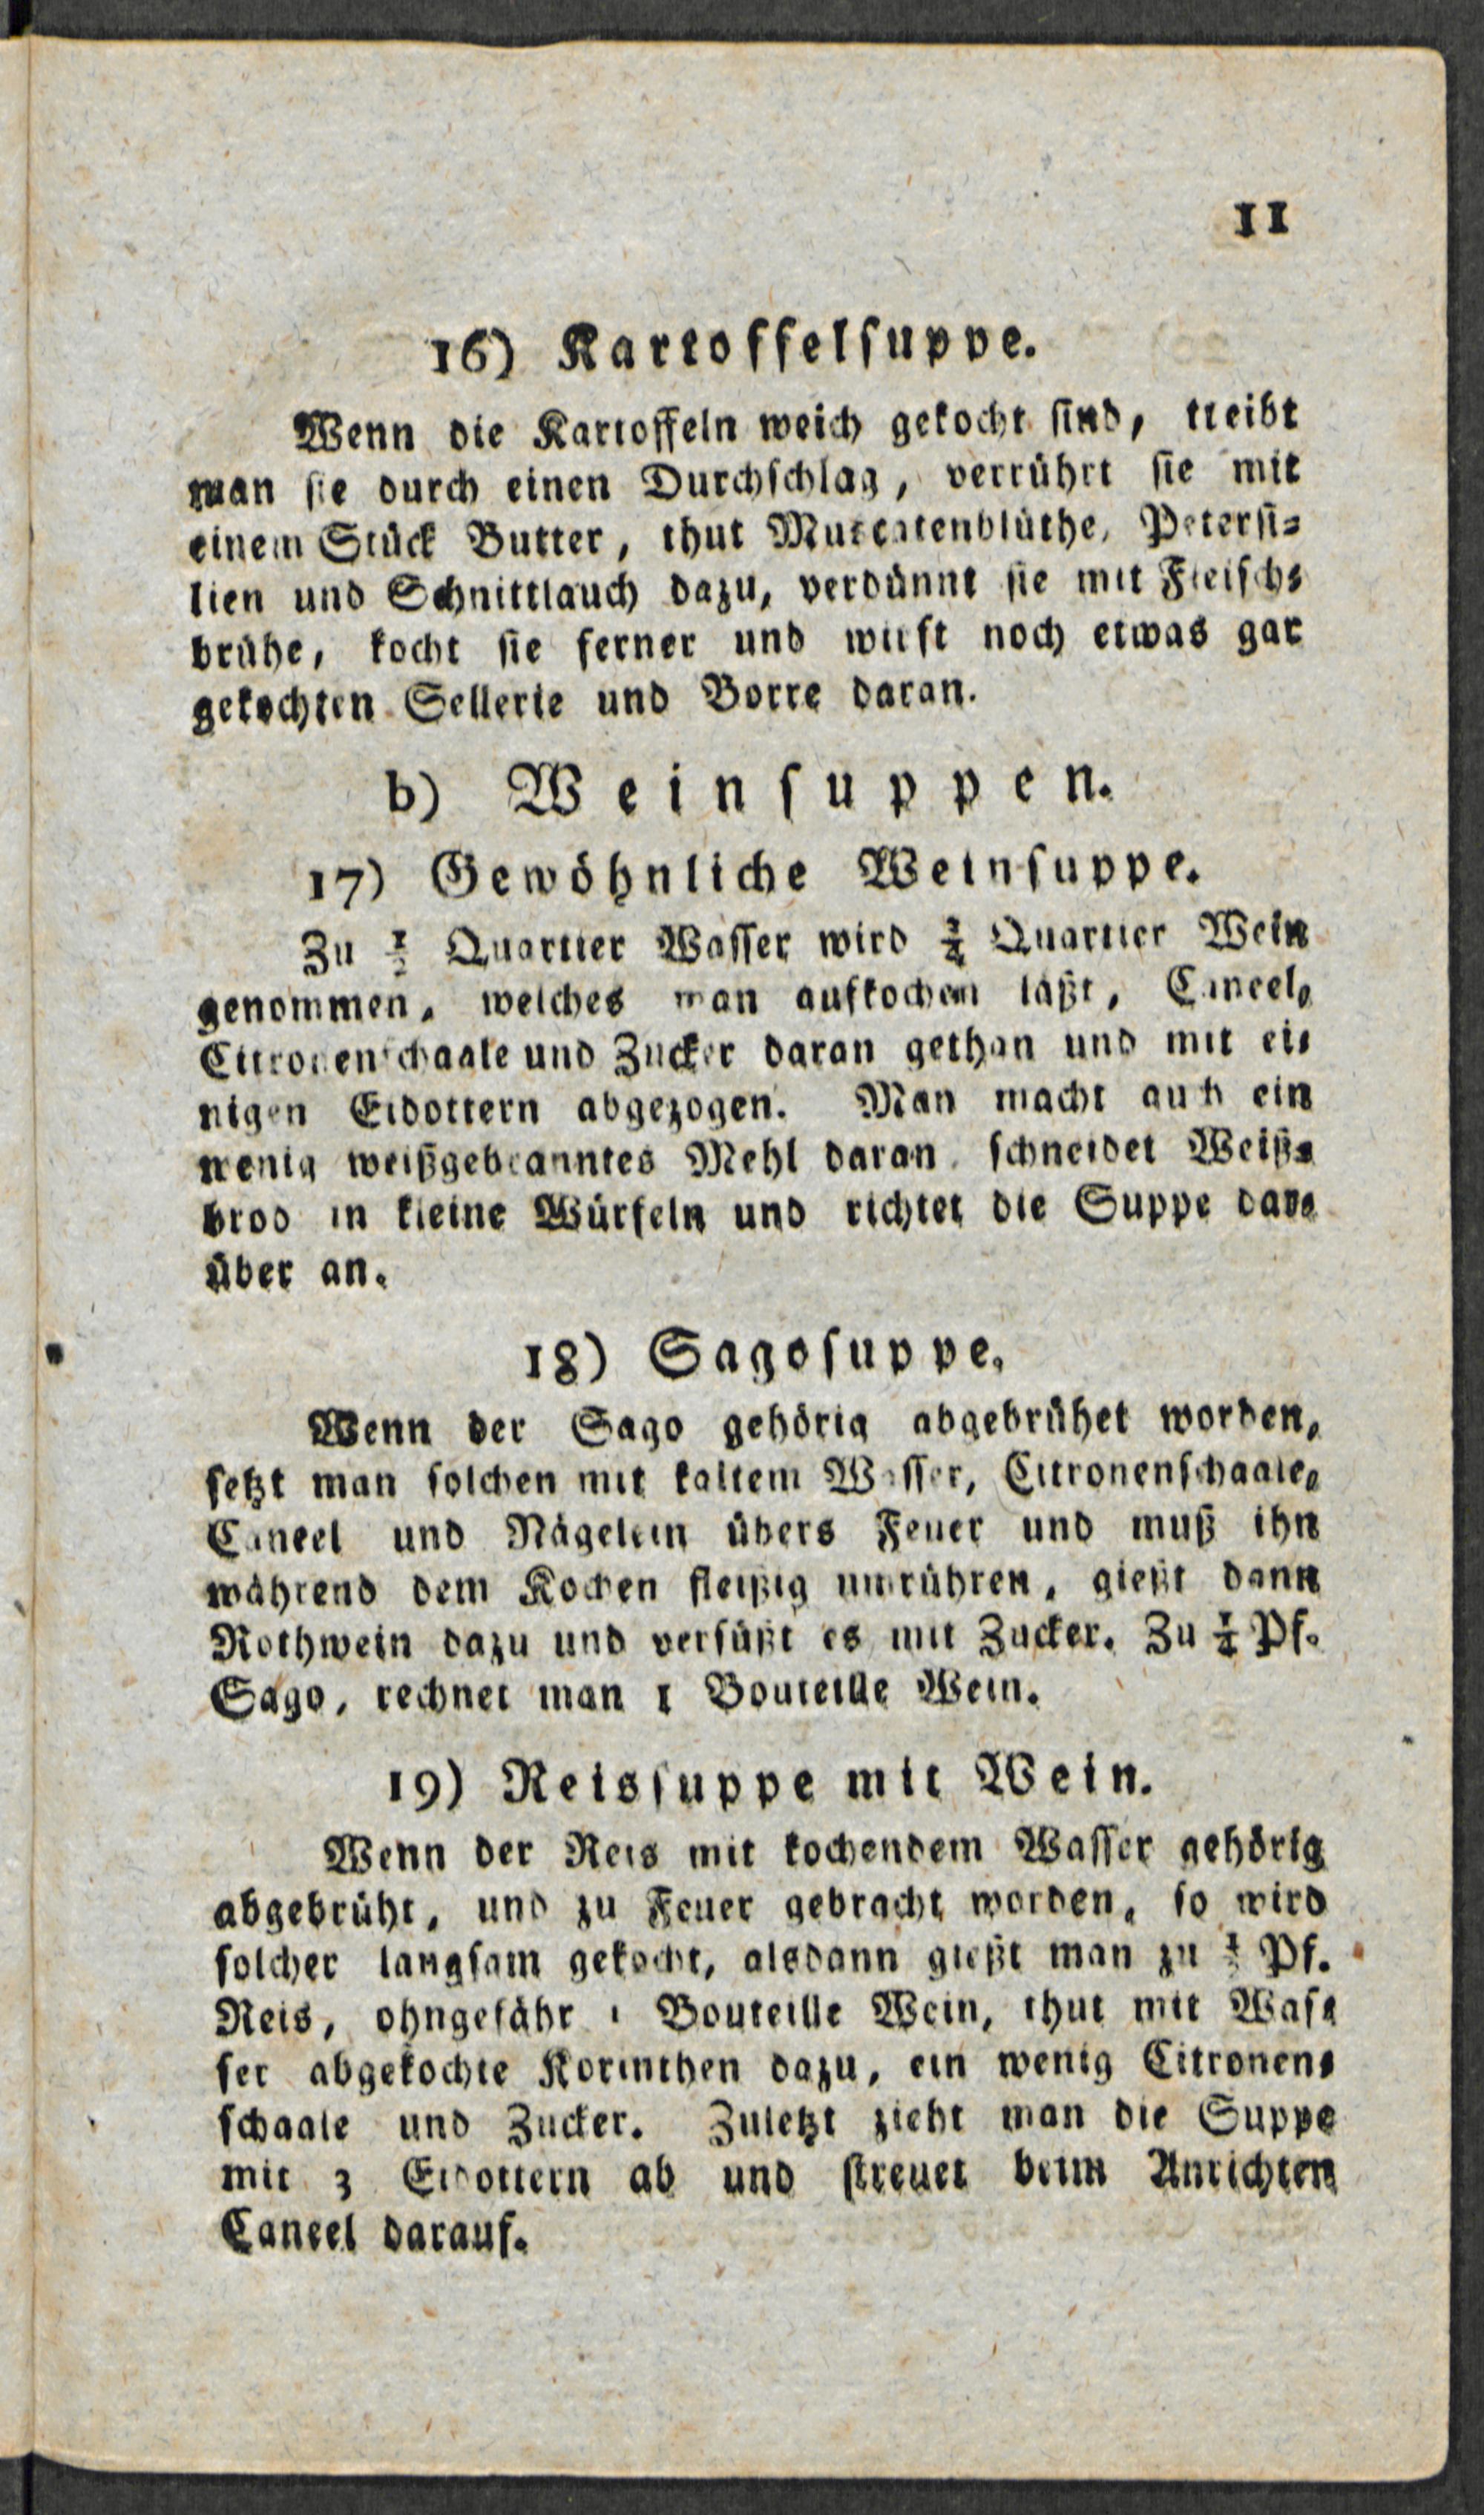 11
16) Kartoffelsuppe.
Wenn die Kartoffeln weich gekocht sind, treibt
man sie durch einen Durchschlag, verrührt sie mit
einem Stück Butter, thut Muscatenblüthe, Petersi-
lien und Schnittlauch dazu, verdünnt sie mit Fleisch-
brühe, kocht sie ferner und wirft noch etwas gar
gekochten Sellerie und Borre daran.
b) Weinsuppen.
17) Gewöhnliche Weinsuppe.
Zu ½ Quartier Wasser wird ¾ Quartier Wein
genommen, welches man aufkochen läßt, Caneel,
Citronenschaale und Zucker daran gethan und mit ei-
nigen Eidottern abgezogen. Man macht auch ein
wenig weißgebranntes Mehl daran, schneidet Weiß-
brod in kleine Würfeln und richtet die Suppe dar-
über an.
18) Sagosuppe.
Wenn der Sago gehörig abgebrühet worden,
setzt man solchen mit kaltem Wasser, Citronenschaale,
Caneel und Nägelein übers Feuer und muß ihn
während dem Kochen fleißig umrühren, gießt dann
Rothwein dazu und versüßt es mit Zucker. Zu ¼ Pf.
Sago, rechnet man 1 Bouteille Wein.
19) Reissuppe mit Wein.
Wenn der Reis mit kochendem Wasser gehörig
abgebrüht, und zu Feuer gebracht worden, so wird
solcher langsam gekocht, alsdann gießt man zu Pf.
Reis, ohngefähr 1 Bouteille Wein, thut mit Was-
ser abgekochte Korinthen dazu, ein wenig Citronen-
schaale und Zucker. Zuletzt zieht man die Suppe
mit 3 Eidottern ab und streuet beim Anrichten
Caneel darauf.